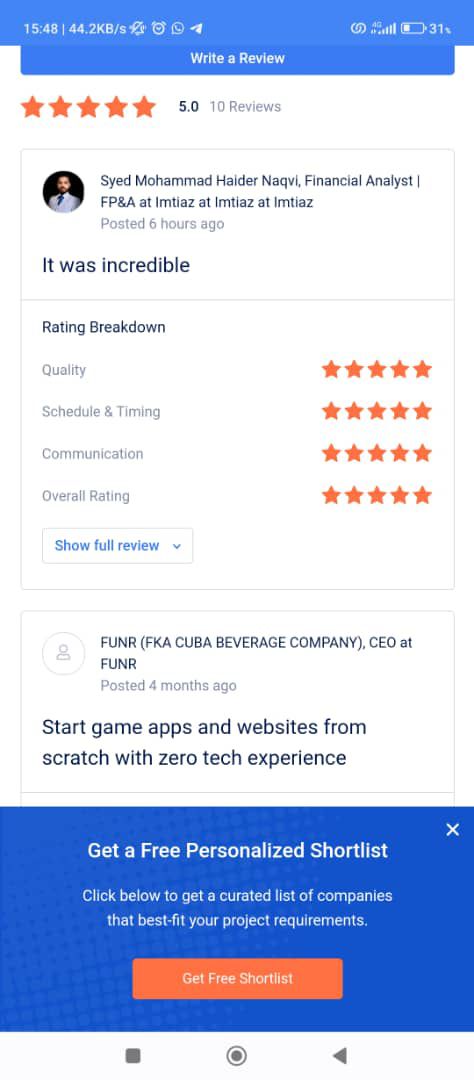 15:48 | 44.2KB/s
4G
31%
Write a Review
5.0 10 Reviews
Syed Mohammad Haider Naqvi, Financial Analyst |
FP&A at Imtiaz at Imtiaz at Imtiaz
Posted 6 hours ago
It was incredible
Rating Breakdown
Quality
Schedule & Timing
Communication
Overall Rating
Show full review
FUNR (FKA CUBA BEVERAGE COMPANY), CEO at
FUNR
Posted 4 months ago
Start game apps and websites from
scratch with zero tech experience
Get a Free Personalized Shortlist
Click below to get a curated list of companies
that best-fit your project requirements.
Get Free Shortlist